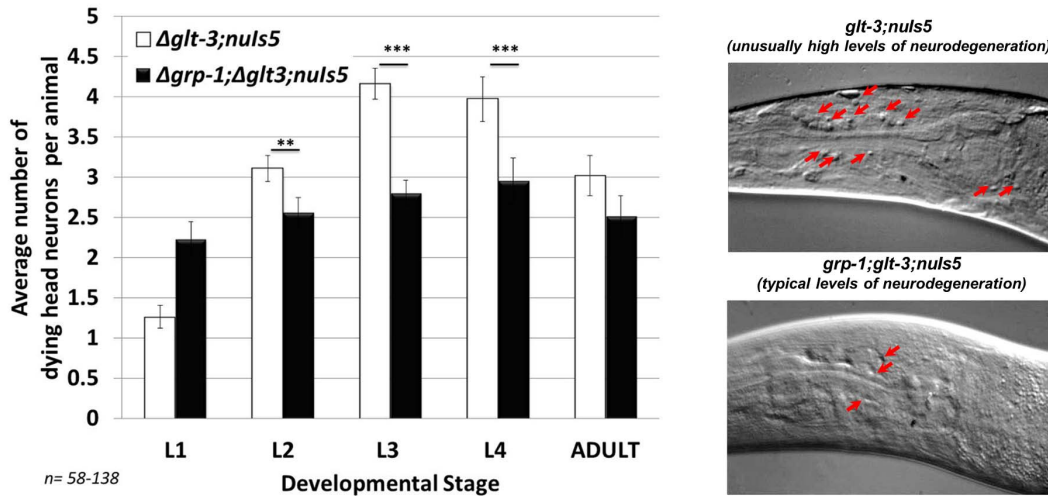 5
4.5
4
3.5
3
2.5
2
1.5
1
0.5
0
Average number of
dying head neurons per animal
Δglt-3;nuIs5
Δgrp-1;Δglt3;nuIs5
**
***
***
L1 L2 L3 L4 ADULT
n= 58-138
Developmental Stage
glt-3;nuIs5
(unusually high levels of neurodegeneration)
grp-1;glt-3;nuIs5
(typical levels of neurodegeneration)